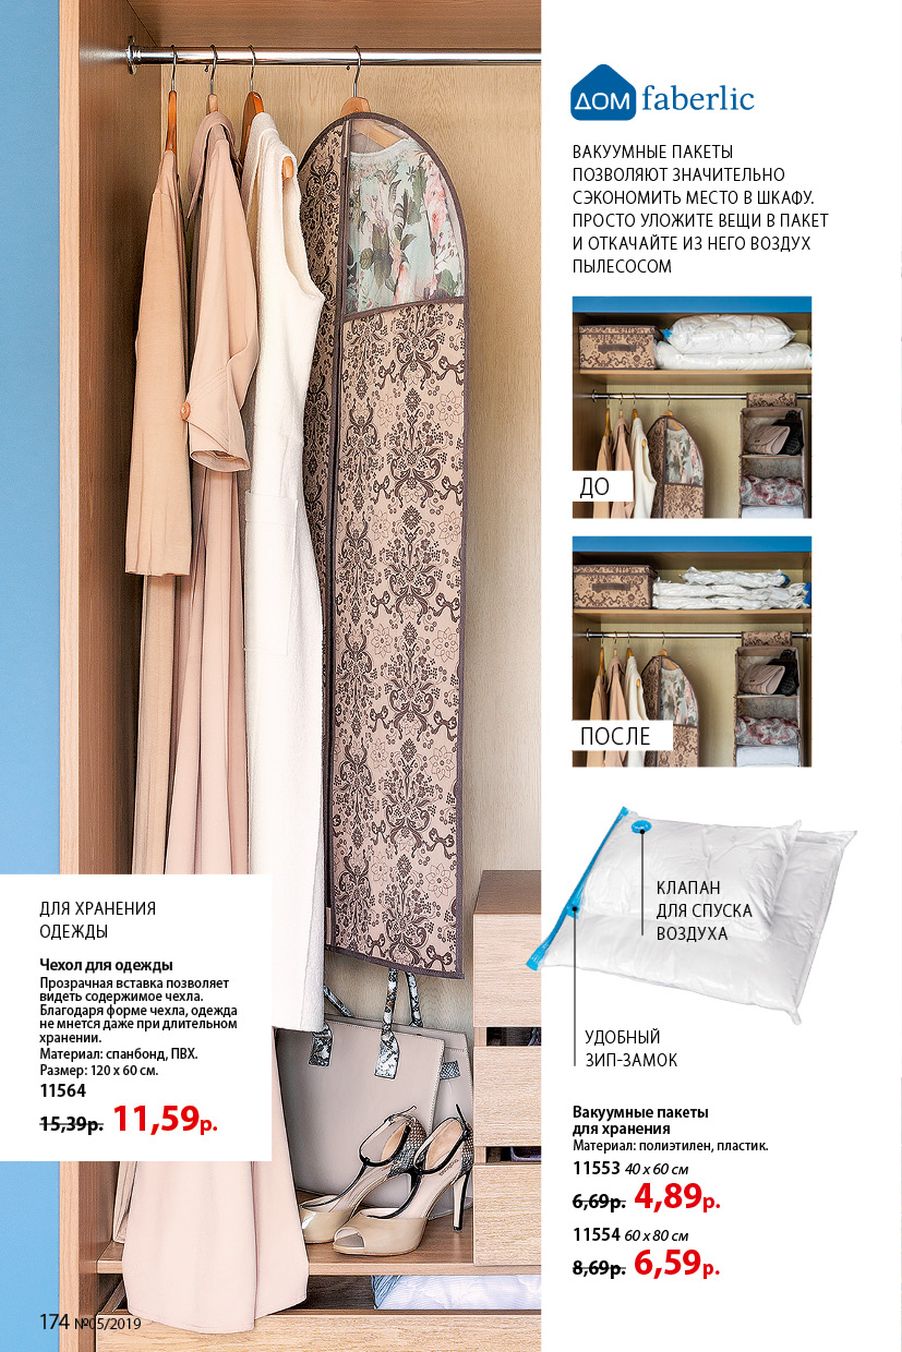 ДОМ faberlic
ВАКУУМНЫЕ ПАКЕТЫ
ПОЗВОЛЯЮТ ЗНАЧИТЕЛЬНО
СЭКОНОМИТЬ МЕСТО В ШКАФУ.
ПРОСТО УЛОЖИТЕ ВЕЩИ В ПАКЕТ
И ОТКАЧАЙТЕ ИЗ НЕГО ВОЗДУХ
ПЫЛЕСОСОМ
ДО
ПОСЛЕ
КЛАПАН
ДЛЯ СПУСКА
ВОЗДУХА
УДОБНЫЙ
ЗИП-ЗАМОК
Вакуумные пакеты
для хранения
Материал: полиэтилен, пластик.
11553 40 х 60 см
6,69р. 4,89р.
11554 60 х 80 см
8,69р. 6,59р.
ДЛЯ ХРАНЕНИЯ
ОДЕЖДЫ
Чехол для одежды
Прозрачная вставка позволяет
видеть содержимое чехла.
Благодаря форме чехла, одежда
не мнется даже при длительном
хранении.
Материал: спанбонд, ПВХ.
Размер: 120 х 60 см.
11564
15,39р. 11,59р.
174 №05/2019